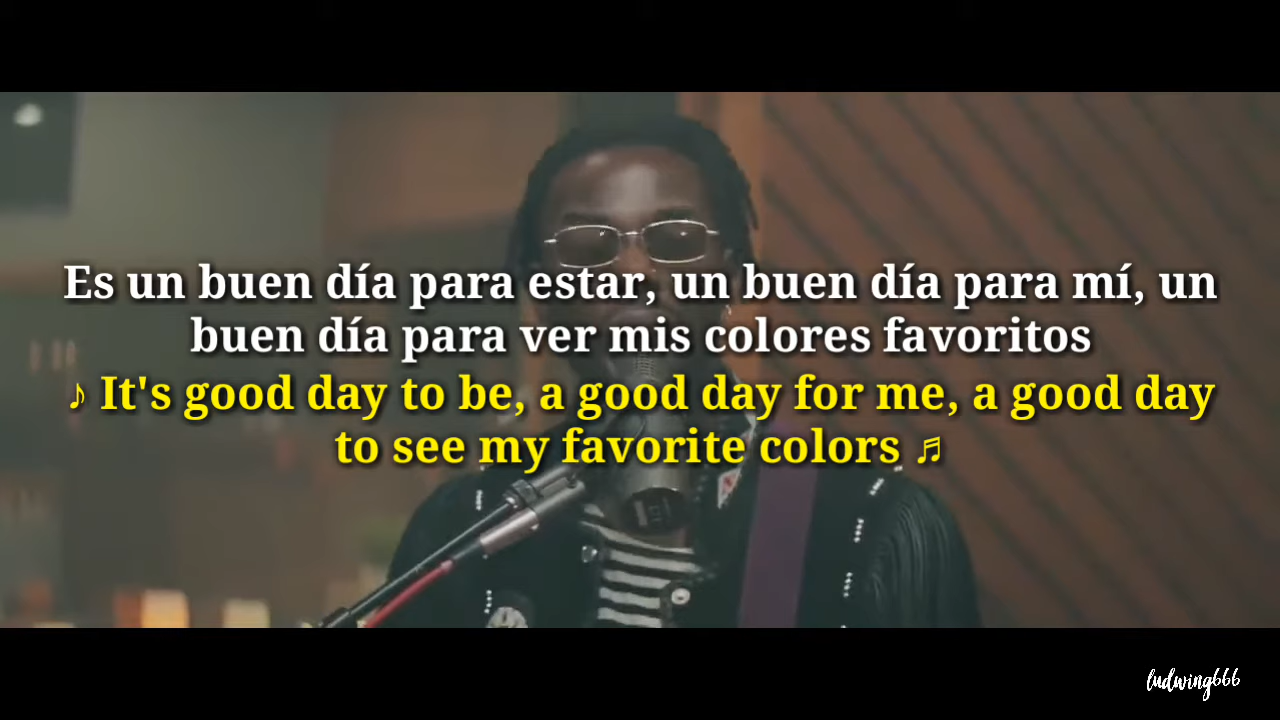 Es un buen día para estar, un buen día para mí, un
buen día para ver mis colores favoritos
♪ It's good day to be, a good day for me, a good day
to see my favorite colors ♬
ludwing666